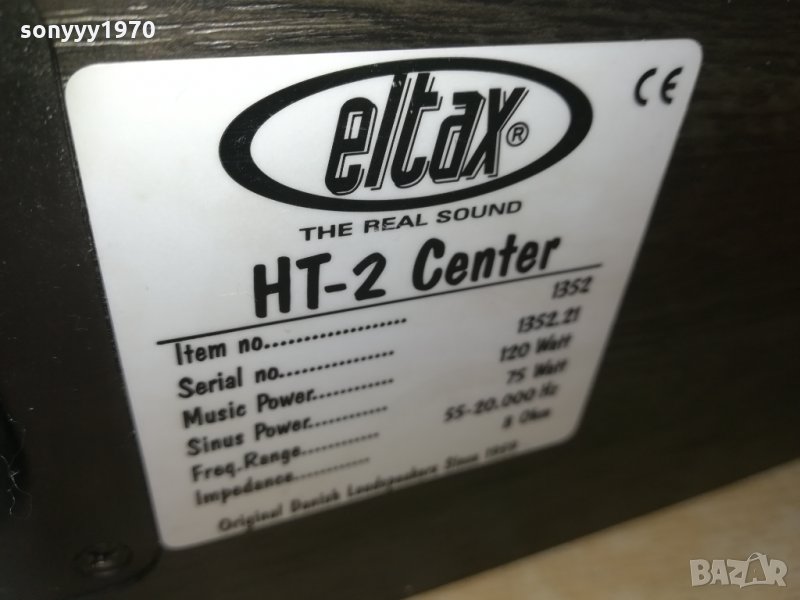 sonyyy1970
eltax®
CE
THE REAL SOUND
HT-2 Center
Item no.................... 1352
Serial no................ 1352.21
Music Power........... 120 Watt
Sinus Power........... 75 Watt
Freq.Range........... 55-20.000 Hz
Impedance........... 8 Ohm
Original Danish Loudspeakers Since
BAZAR